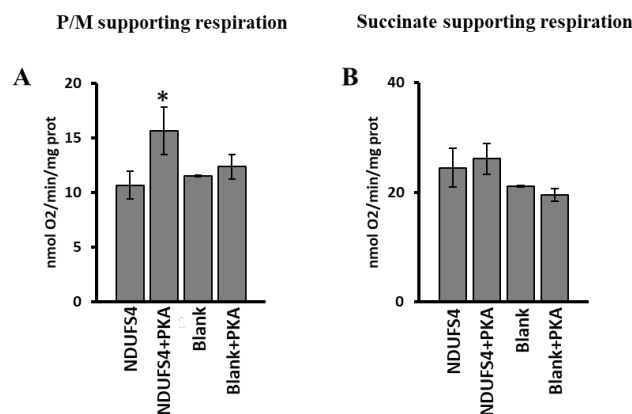 P/M supporting respiration
Succinate supporting respiration
A
nmol O2/min/mg prot
20
15
10
5
0
*
NDUFS4
NDUFS4+PKA
Blank
Blank+PKA
B
nmol O2/min/mg prot
40
20
0
NDUFS4
NDUFS4+PKA
Blank
Blank+PKA